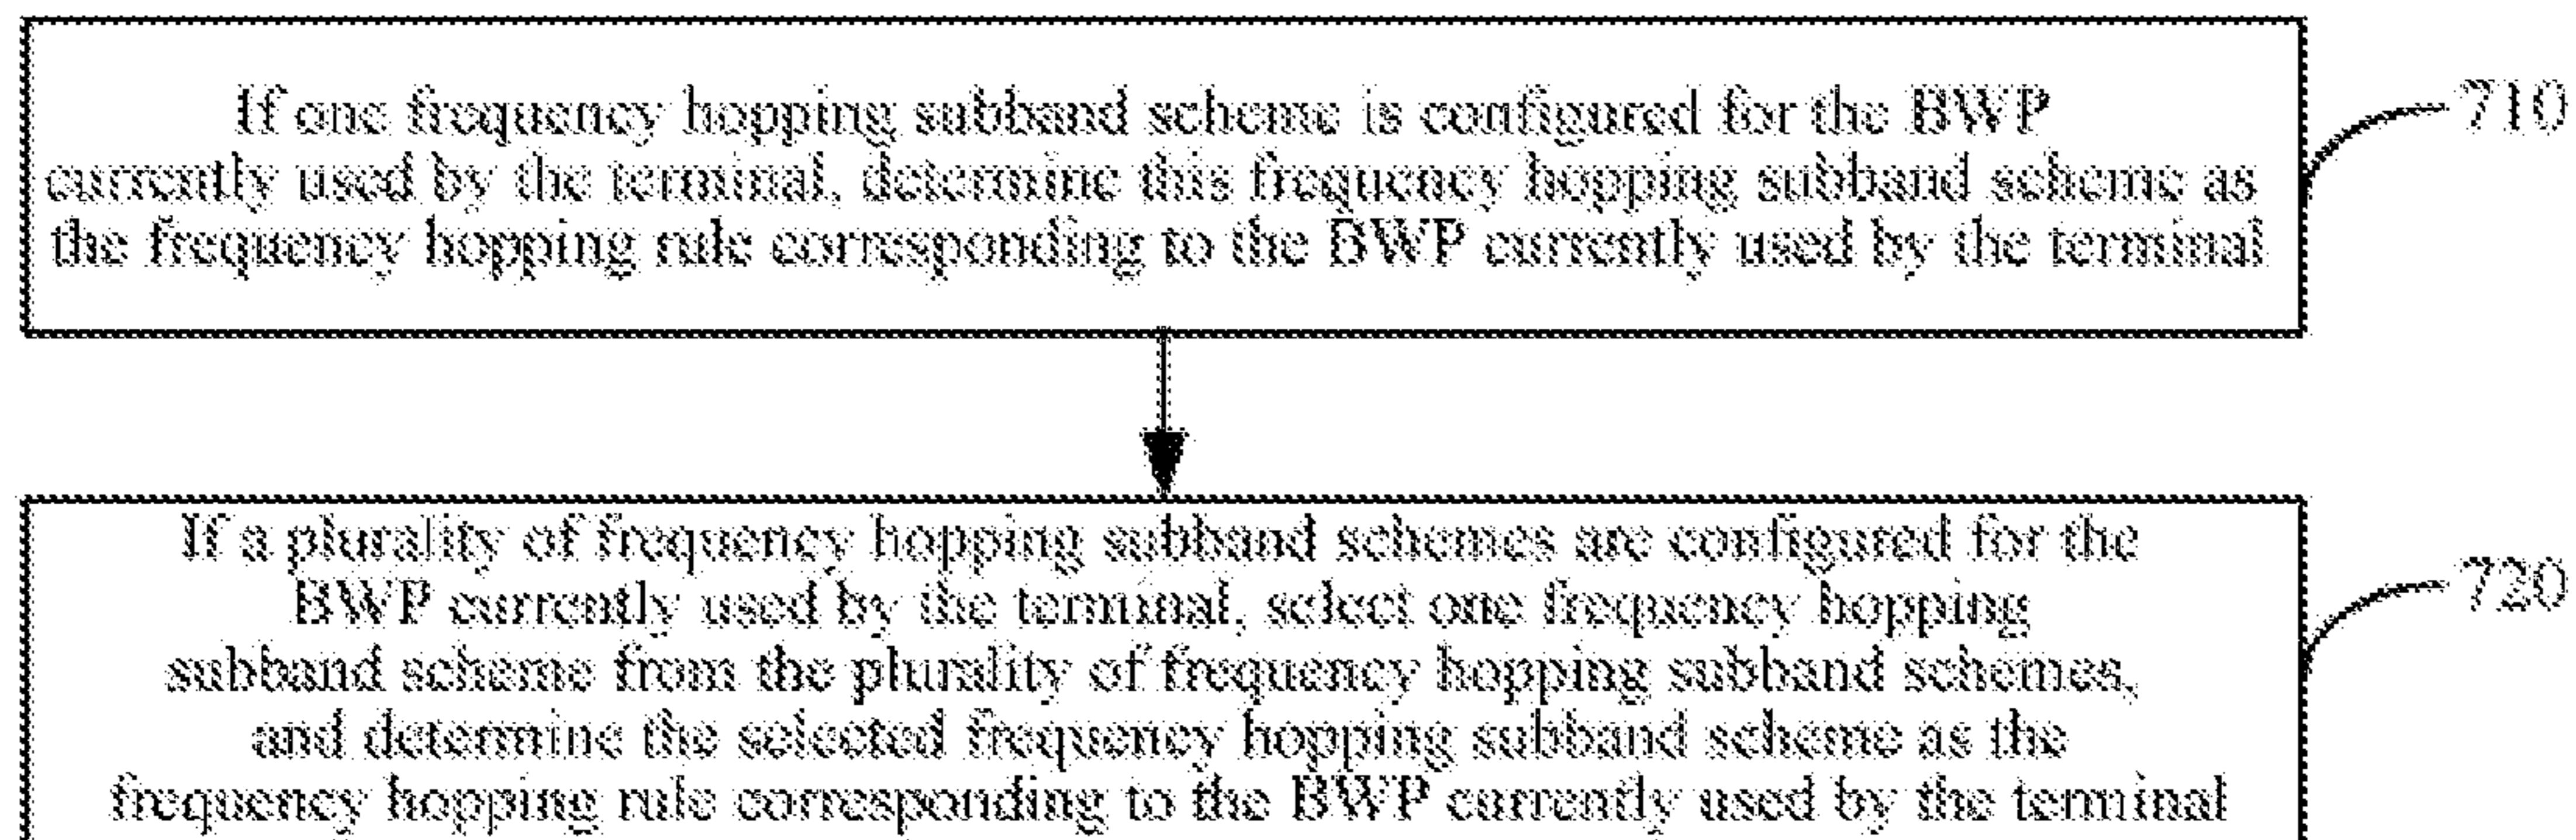 If one frequency hopping subband scheme is configured for the BWP
currently used by the terminal, determine this frequency hopping subband scheme as
the frequency hopping rule corresponding to the BWP currently used by the terminal
710
If a plurality of frequency hopping subband schemes are configured for the
BWP currently used by the terminal, select one frequency hopping
subband scheme from the plurality of frequency hopping subband schemes,
and determine the selected frequency hopping subband scheme as the
frequency hopping rule corresponding to the BWP currently used by the terminal
720